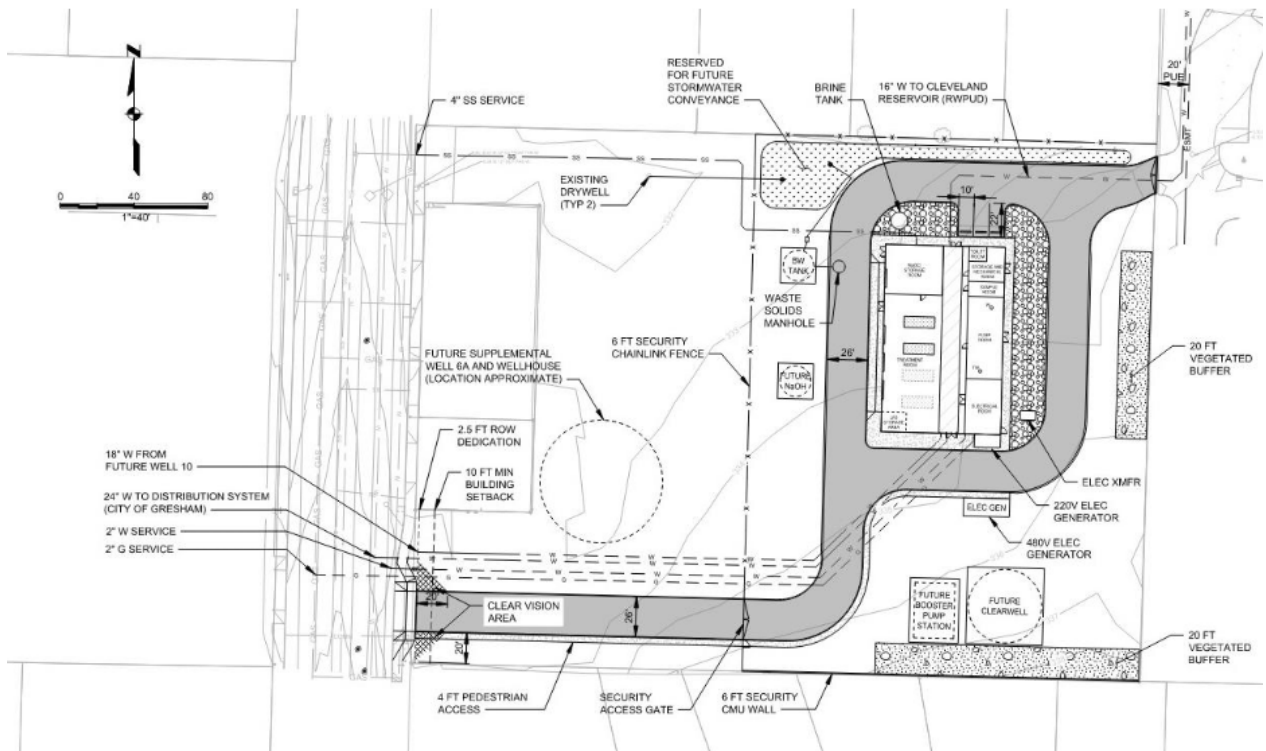 N
0 40 80
1"=40'
4" SS SERVICE
RESERVED
FOR FUTURE
STORMWATER
CONVEYANCE
BRINE
TANK
16" W TO CLEVELAND
RESERVOIR (RWPUD)
20'
PUE
ESMT
EXISTING
DRYWELL
(TYP 2)
10'
22'
BW
TANK
WASTE
SOLIDS
MANHOLE
6 FT SECURITY
CHAINLINK FENCE
26'
FUTURE
NaOH
TREATMENT
ROOM
PUMP
ROOM
ELECTRICAL
ROOM
20 FT
VEGETATED
BUFFER
FUTURE SUPPLEMENTAL
WELL 6A AND WELLHOUSE
(LOCATION APPROXIMATE)
2.5 FT ROW
DEDICATION
10 FT MIN
BUILDING
SETBACK
18" W FROM
FUTURE WELL 10
24" W TO DISTRIBUTION SYSTEM
(CITY OF GRESHAM)
2" W SERVICE
2" G SERVICE
ELEC XMFR
ELEC GEN
220V ELEC
GENERATOR
480V ELEC
GENERATOR
20'
CLEAR VISION
AREA
26'
20'
FUTURE
BOOSTER
PUMP
STATION
FUTURE
CLEARWELL
20 FT
VEGETATED
BUFFER
4 FT PEDESTRIAN
ACCESS
SECURITY
ACCESS GATE
6 FT SECURITY
CMU WALL